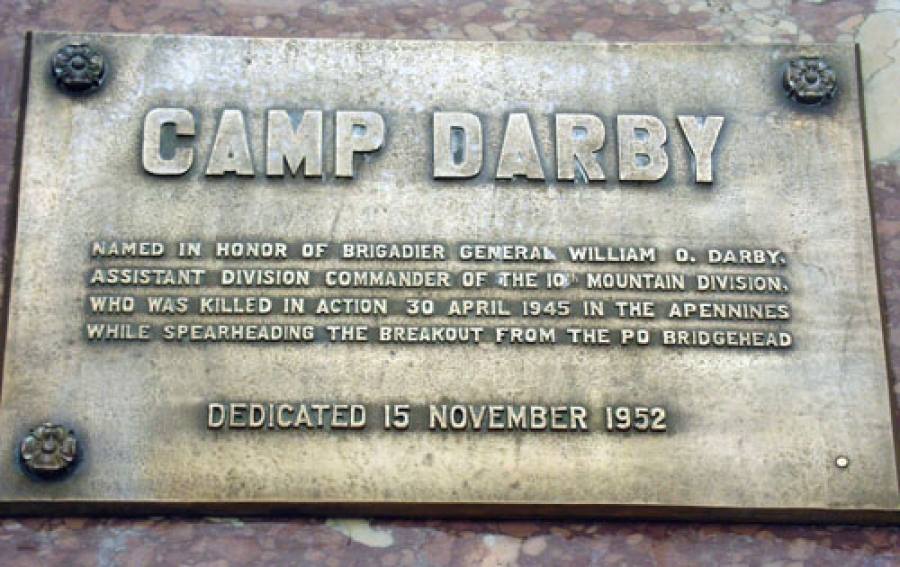 CAMP DARBY
NAMED IN HONOR OF BRIGADIER GENERAL WILLIAM O. DARBY,
ASSISTANT DIVISION COMMANDER OF THE 10TH MOUNTAIN DIVISION,
WHO WAS KILLED IN ACTION 30 APRIL 1945 IN THE APENNINES
WHILE SPEARHEADING THE BREAKOUT FROM THE PO BRIDGEHEAD
DEDICATED 15 NOVEMBER 1952